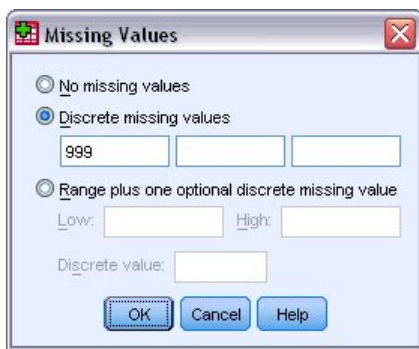 Missing Values
No missing values
Discrete missing values
999
Range plus one optional discrete missing value
Low: High:
Discrete value:
OK Cancel Help